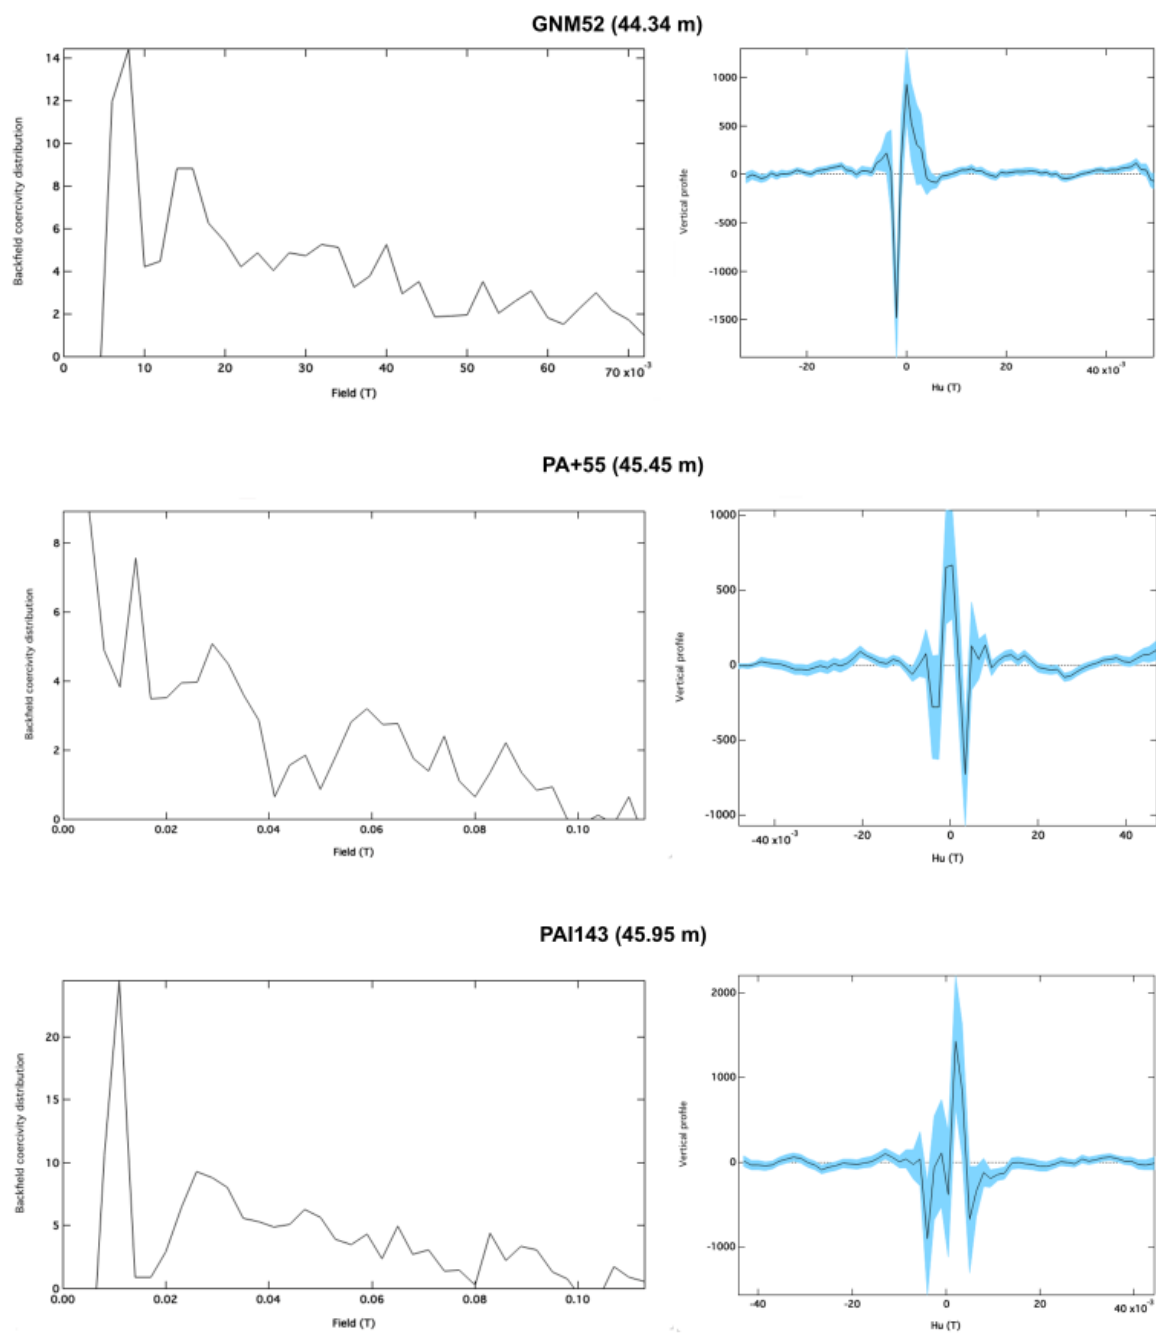 GNM52 (44.34 m)
Backfield coercivity distribution
14
12
10
8
6
4
2
0
0 10 20 30 40 50 60 70 x10-3
Field (T)
Vertical profile
1000
500
0
-500
-1000
-1500
-20 0 20 40 x10-3
Hu (T)
PA+55 (45.45 m)
Backfield coercivity distribution
8
6
4
2
0
0.00 0.02 0.04 0.06 0.08 0.10
Field (T)
Vertical profile
1000
500
0
-500
-1000
-40 x10-3 -20 0 20 40
Hu (T)
PAI143 (45.95 m)
Backfield coercivity distribution
20
15
10
5
0
0.00 0.02 0.04 0.06 0.08 0.10
Field (T)
Vertical profile
2000
1000
0
-1000
-40 -20 0 20 40 x10-3
Hu (T)